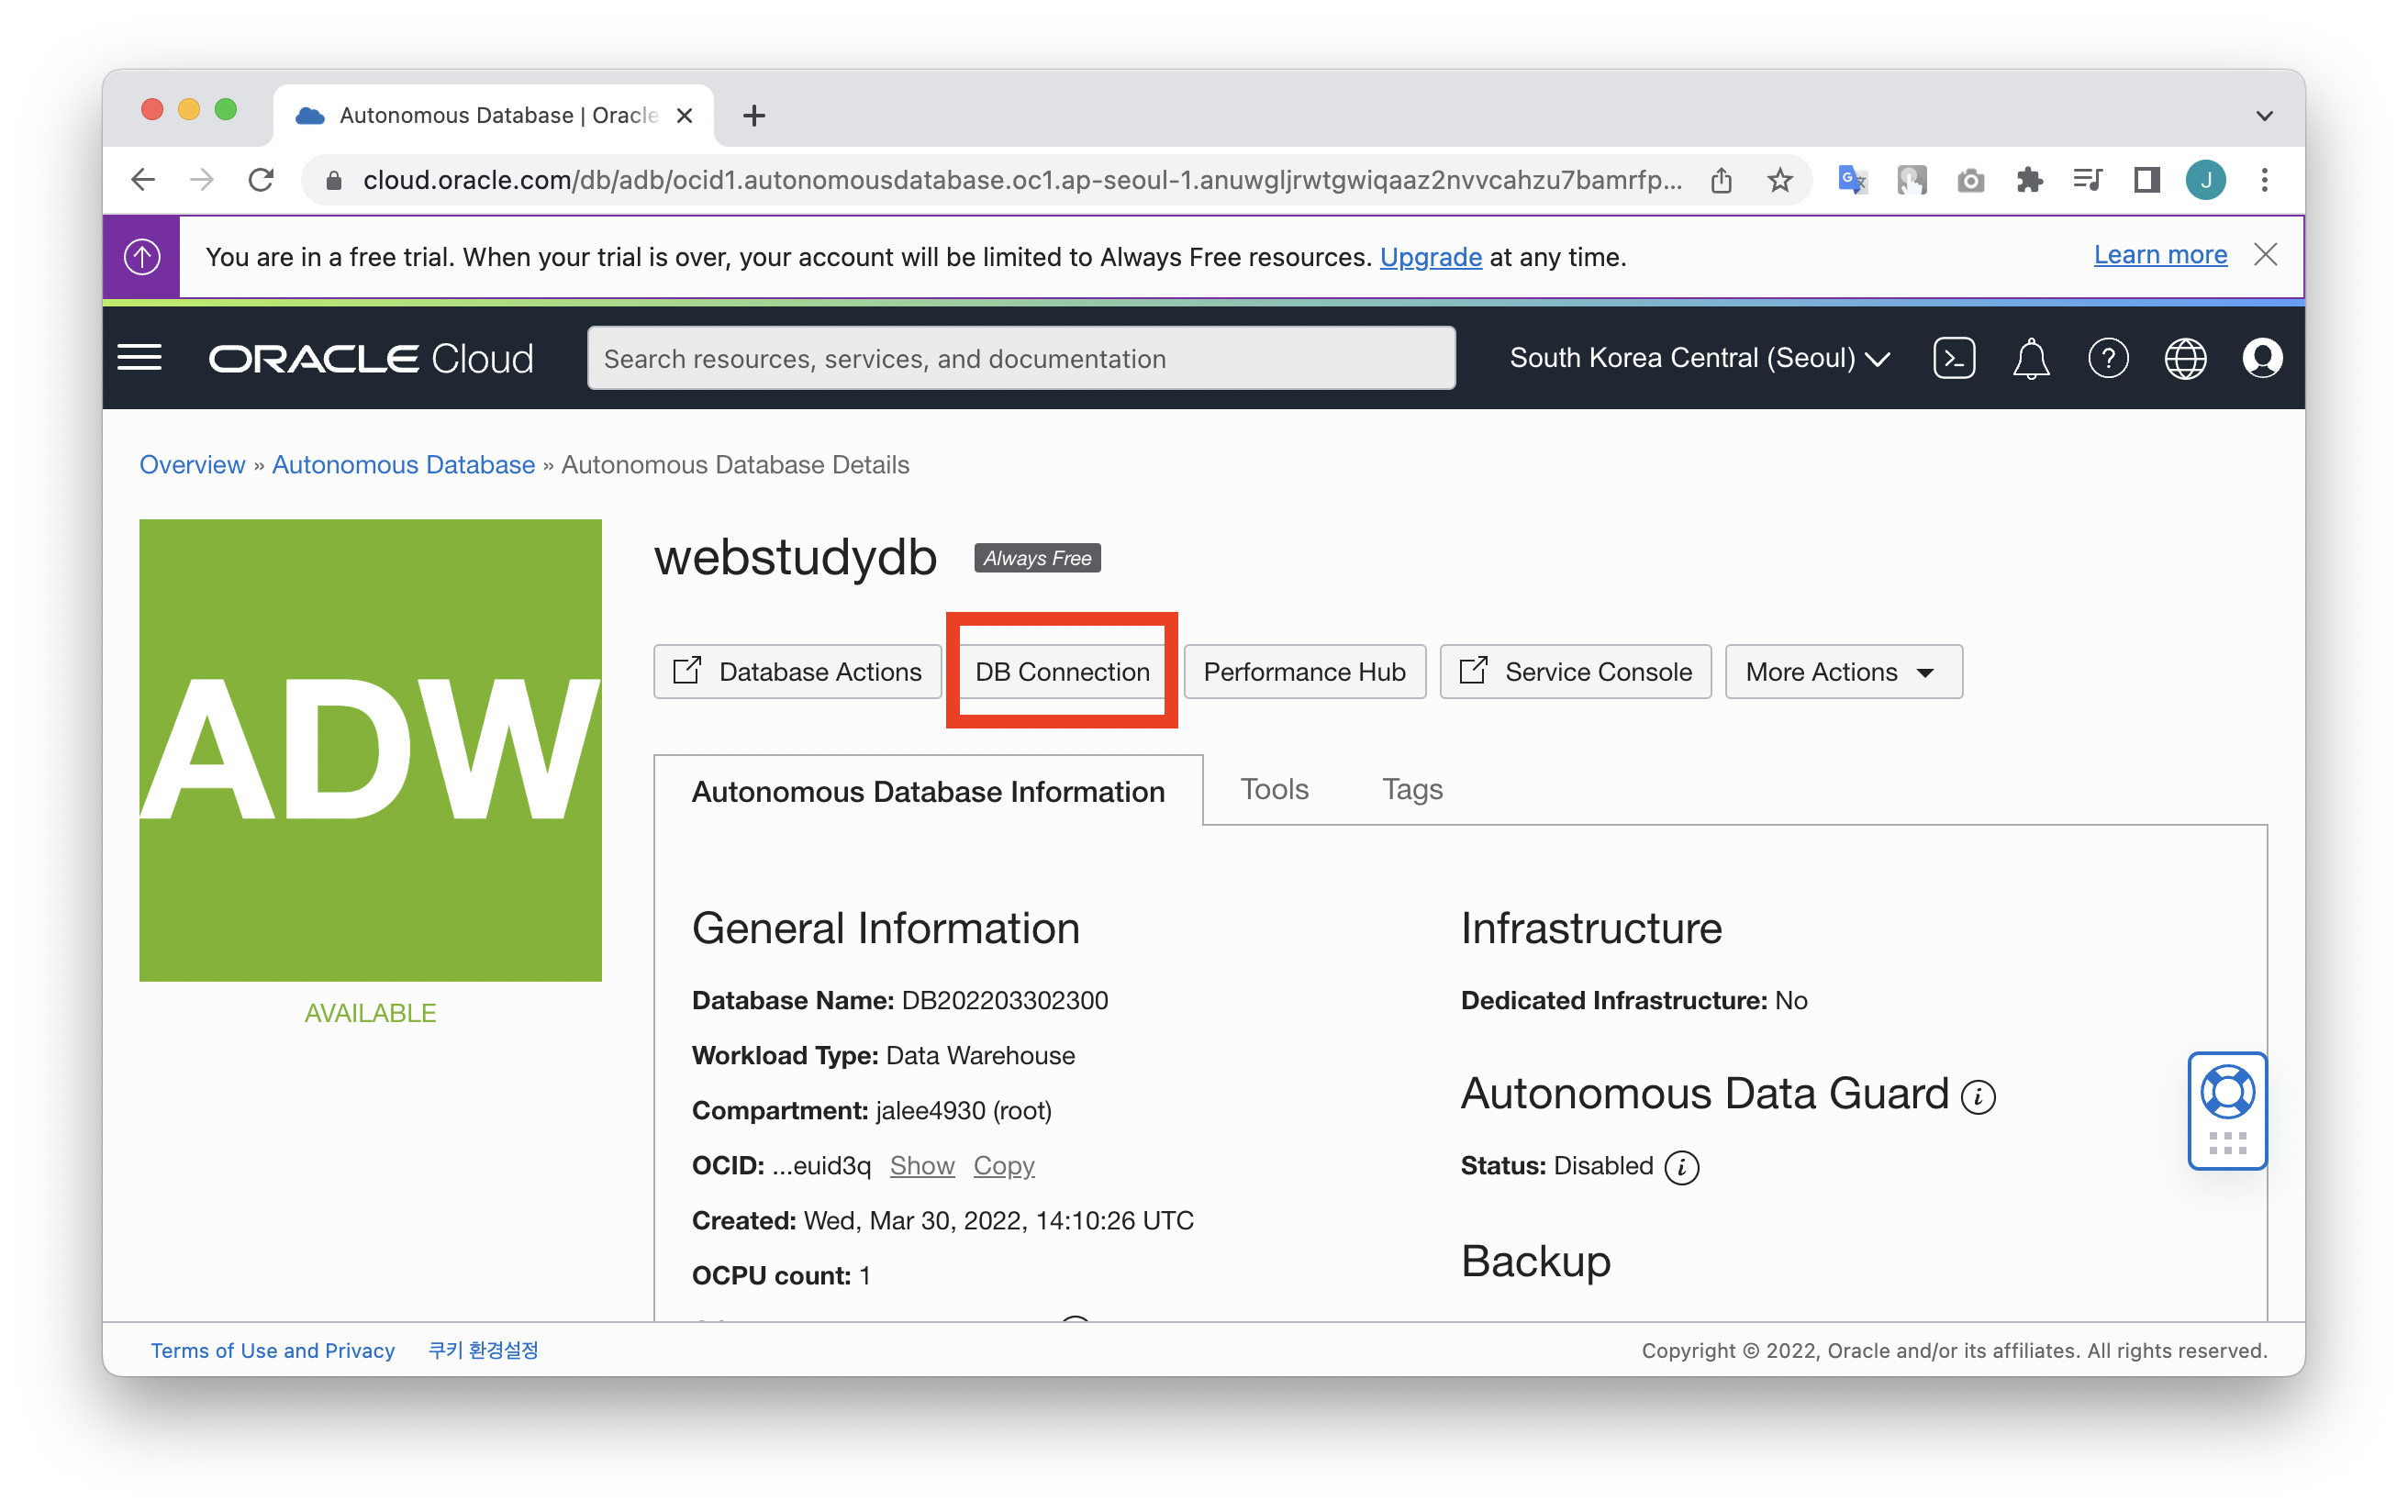 Autonomous Database | Oracle
cloud.oracle.com/db/adb/ocid1.autonomousdatabase.oc1.ap-seoul-1.anuwgljrwtgwiqaaz2nvvcahzu7bamrfp...
J
You are in a free trial. When your trial is over, your account will be limited to Always Free resources. Upgrade at any time.
Learn more
ORACLE Cloud
Search resources, services, and documentation
South Korea Central (Seoul)
Overview » Autonomous Database » Autonomous Database Details
ADW
AVAILABLE
webstudydb
Always Free
Database Actions
DB Connection
Performance Hub
Service Console
More Actions
Autonomous Database Information
Tools
Tags
General Information
Database Name: DB202203302300
Workload Type: Data Warehouse
Compartment: jalee4930 (root)
OCID: ...euid3q Show Copy
Created: Wed, Mar 30, 2022, 14:10:26 UTC
OCPU count: 1
Infrastructure
Dedicated Infrastructure: No
Autonomous Data Guard
Status: Disabled
Backup
Terms of Use and Privacy
쿠키 환경설정
Copyright © 2022, Oracle and/or its affiliates. All rights reserved.